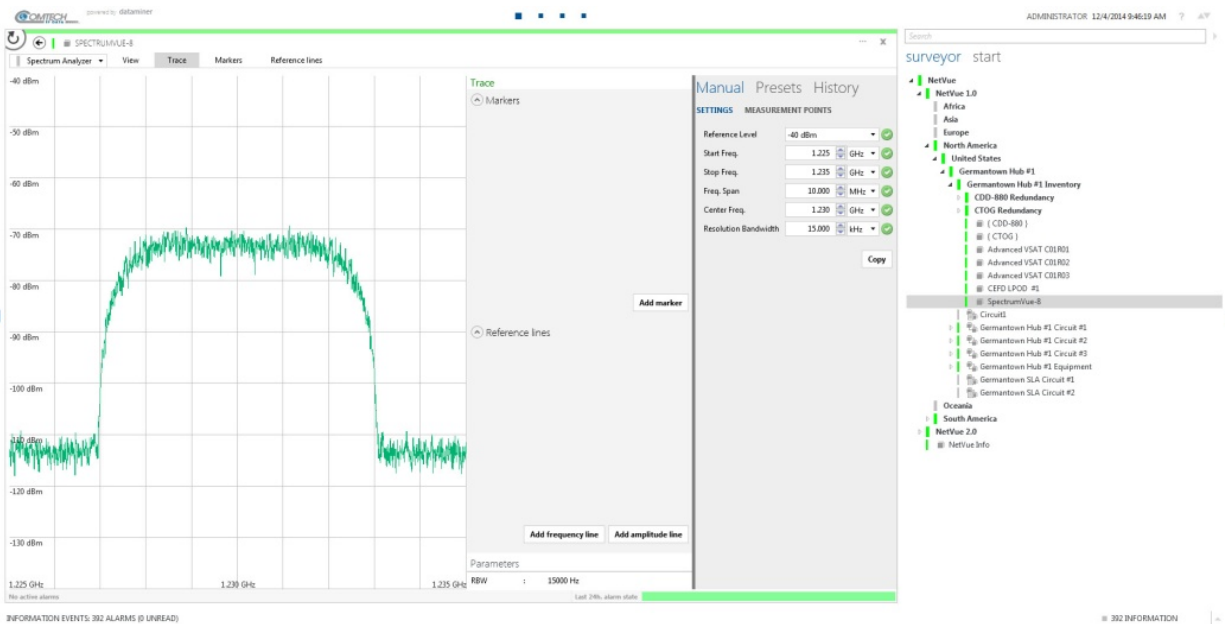 COMTECH
powered by dataminer
ADMINISTRATOR 12/4/2014 9:46:19 AM ?
SPECTRUMVUE-8
... x
Spectrum Analyzer View Trace Markers Reference lines
-40 dBm
-50 dBm
-60 dBm
-70 dBm
-80 dBm
-90 dBm
-100 dBm
-110 dBm
-120 dBm
-130 dBm
1.225 GHz 1.230 GHz 1.235 GHz
No active alarms
Last 24h. alarm state
Trace
Markers
Add marker
Reference lines
Add frequency line Add amplitude line
Parameters
RBW : 15000 Hz
Manual Presets History
SETTINGS MEASUREMENT POINTS
Reference Level -40 dBm
Start Freq. 1.225 GHz
Stop Freq. 1.235 GHz
Freq. Span 10.000 MHz
Center Freq. 1.230 GHz
Resolution Bandwidth 15.000 kHz
Copy
Search
surveyor start
NetVue
NetVue 1.0
Africa
Asia
Europe
North America
United States
Germantown Hub #1
Germantown Hub #1 Inventory
CDD-880 Redundancy
CTOG Redundancy
( CDD-880 )
( CTOG )
Advanced VSAT C01R01
Advanced VSAT C01R02
Advanced VSAT C01R03
CEFD LPOD #1
SpectrumVue-8
Circuit1
Germantown Hub #1 Circuit #1
Germantown Hub #1 Circuit #2
Germantown Hub #1 Circuit #3
Germantown Hub #1 Equipment
Germantown SLA Circuit #1
Germantown SLA Circuit #2
Oceania
South America
NetVue 2.0
NetVue Info
INFORMATION EVENTS: 392 ALARMS (0 UNREAD)
392 INFORMATION